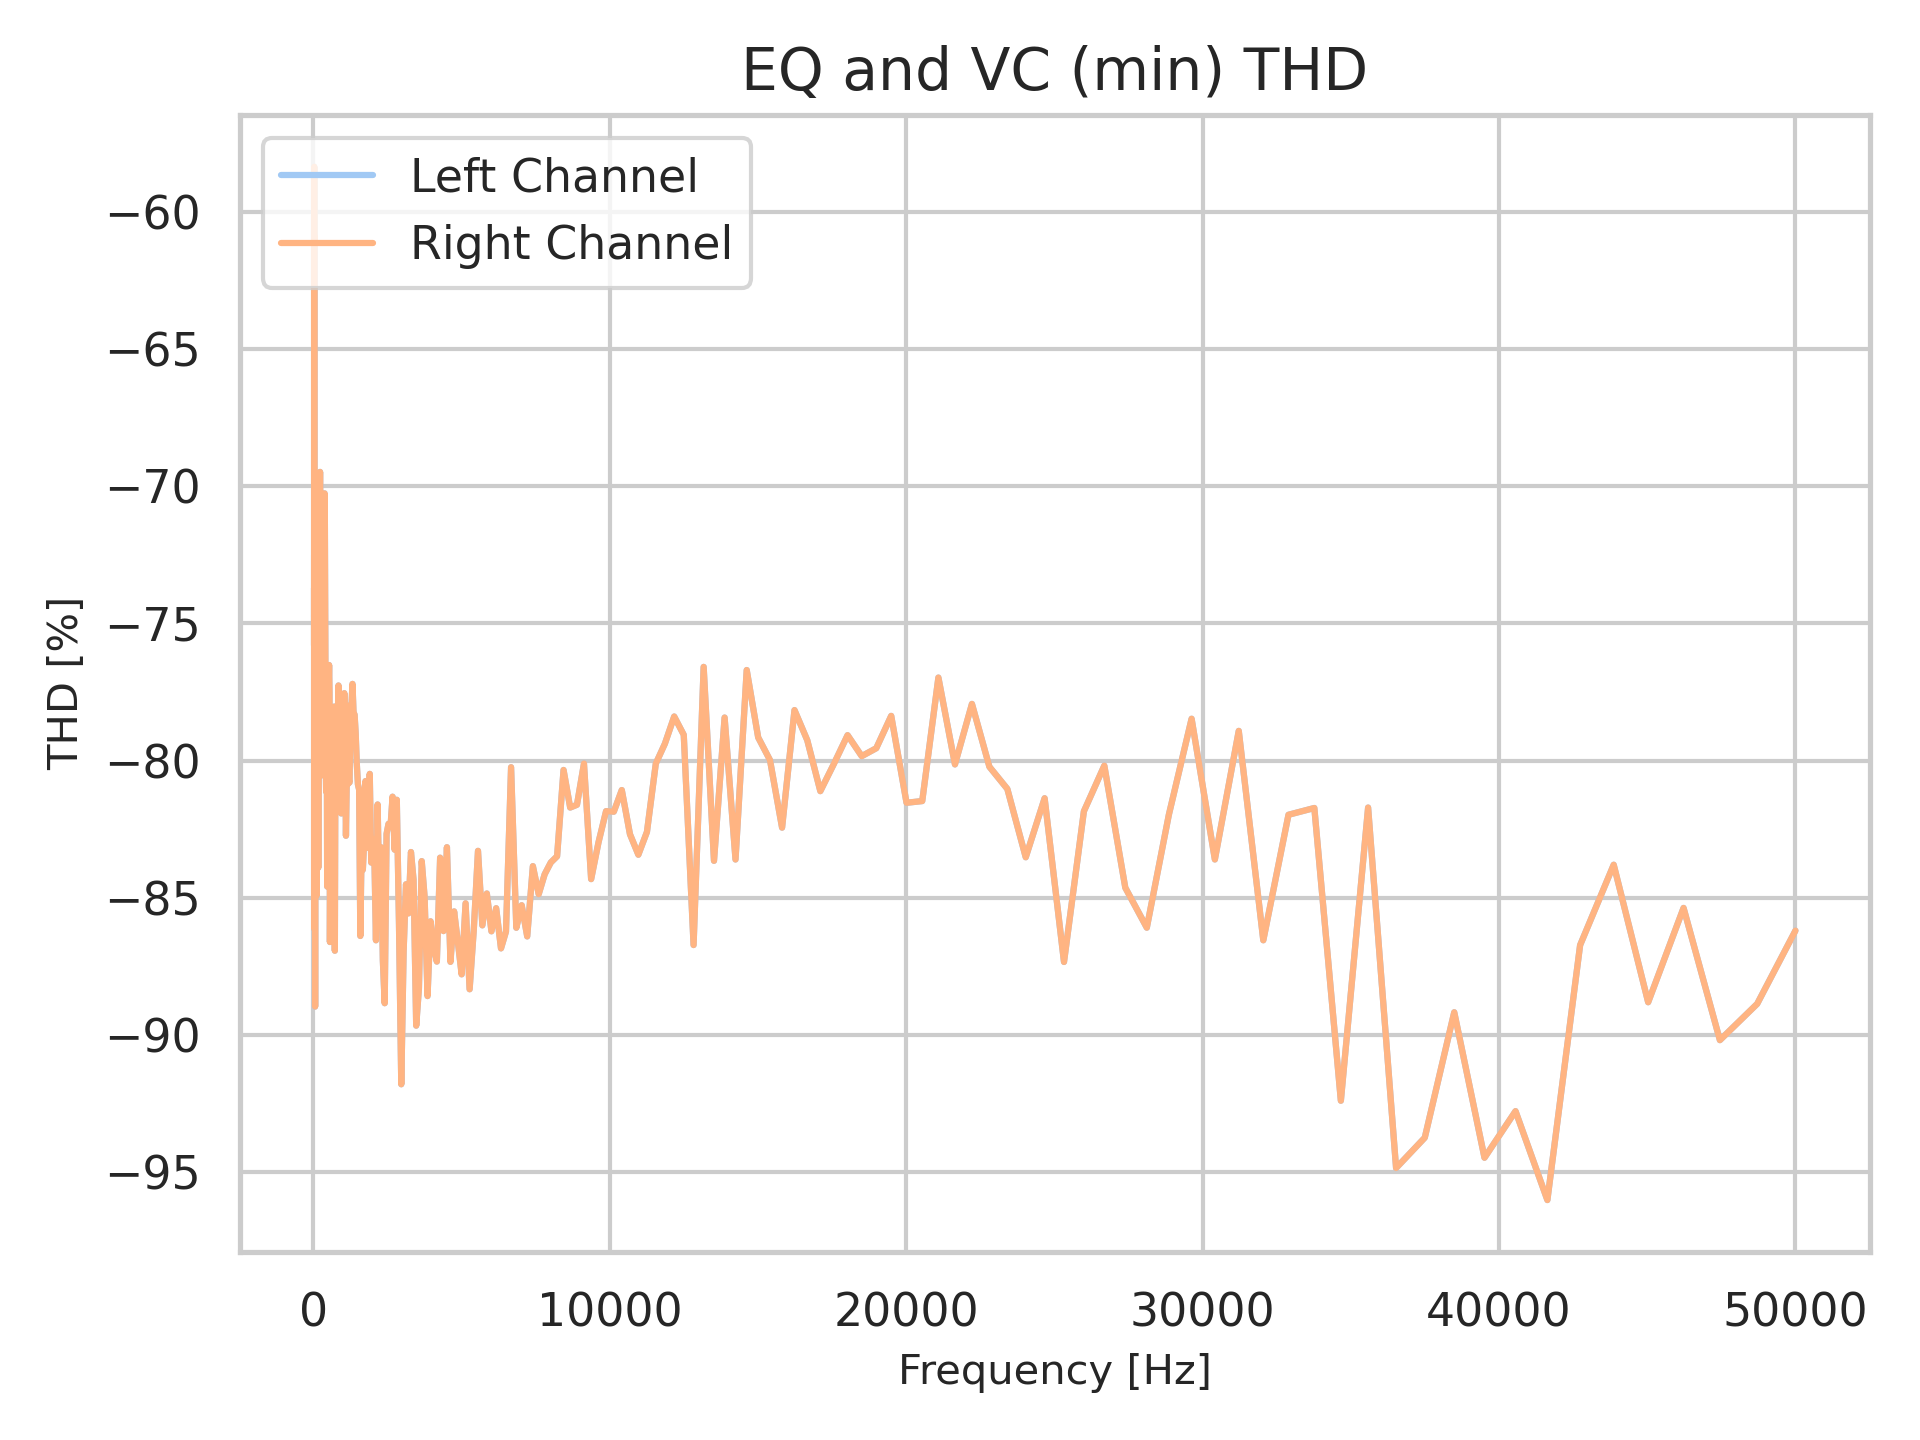 EQ and VC (min) THD
Left Channel
Right Channel
−60
−65
−70
−75
−80
−85
−90
−95
THD [%]
0 10000 20000 30000 40000 50000
Frequency [Hz]